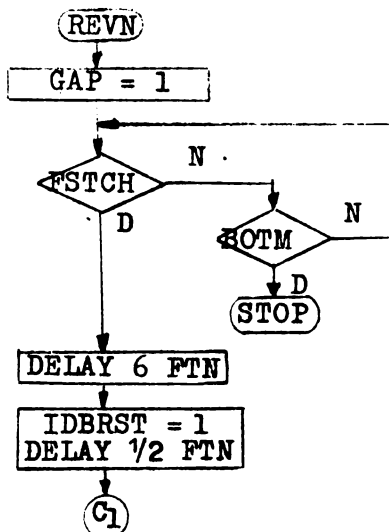 REVN
GAP = 1
N
FSTCH
D
N
BOTM
D
STOP
DELAY 6 FTN
IDBRST = 1
DELAY 1/2 FTN
C1